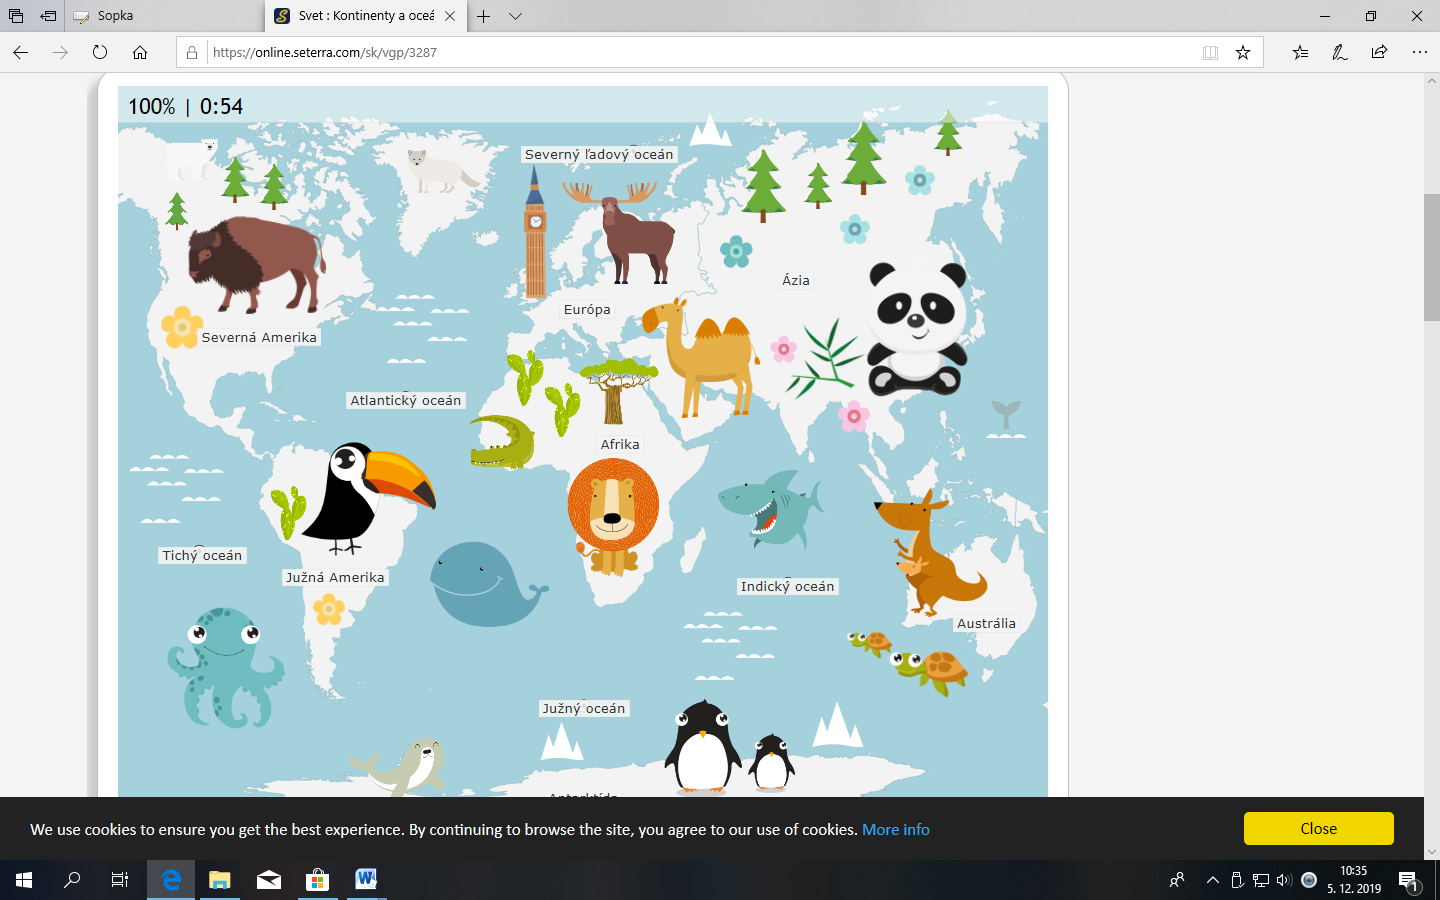 Sopka
Svet : Kontinenty a oceá
https://online.seterra.com/sk/vgp/3287
100% | 0:54
Severný ľadový oceán
Ázia
Európa
Severná Amerika
Atlantický oceán
Afrika
Tichý oceán
Južná Amerika
Indický oceán
Austrália
Južný oceán
Antarktída
We use cookies to ensure you get the best experience. By continuing to browse the site, you agree to our use of cookies. More info
Close
10:35
5. 12. 2019
1